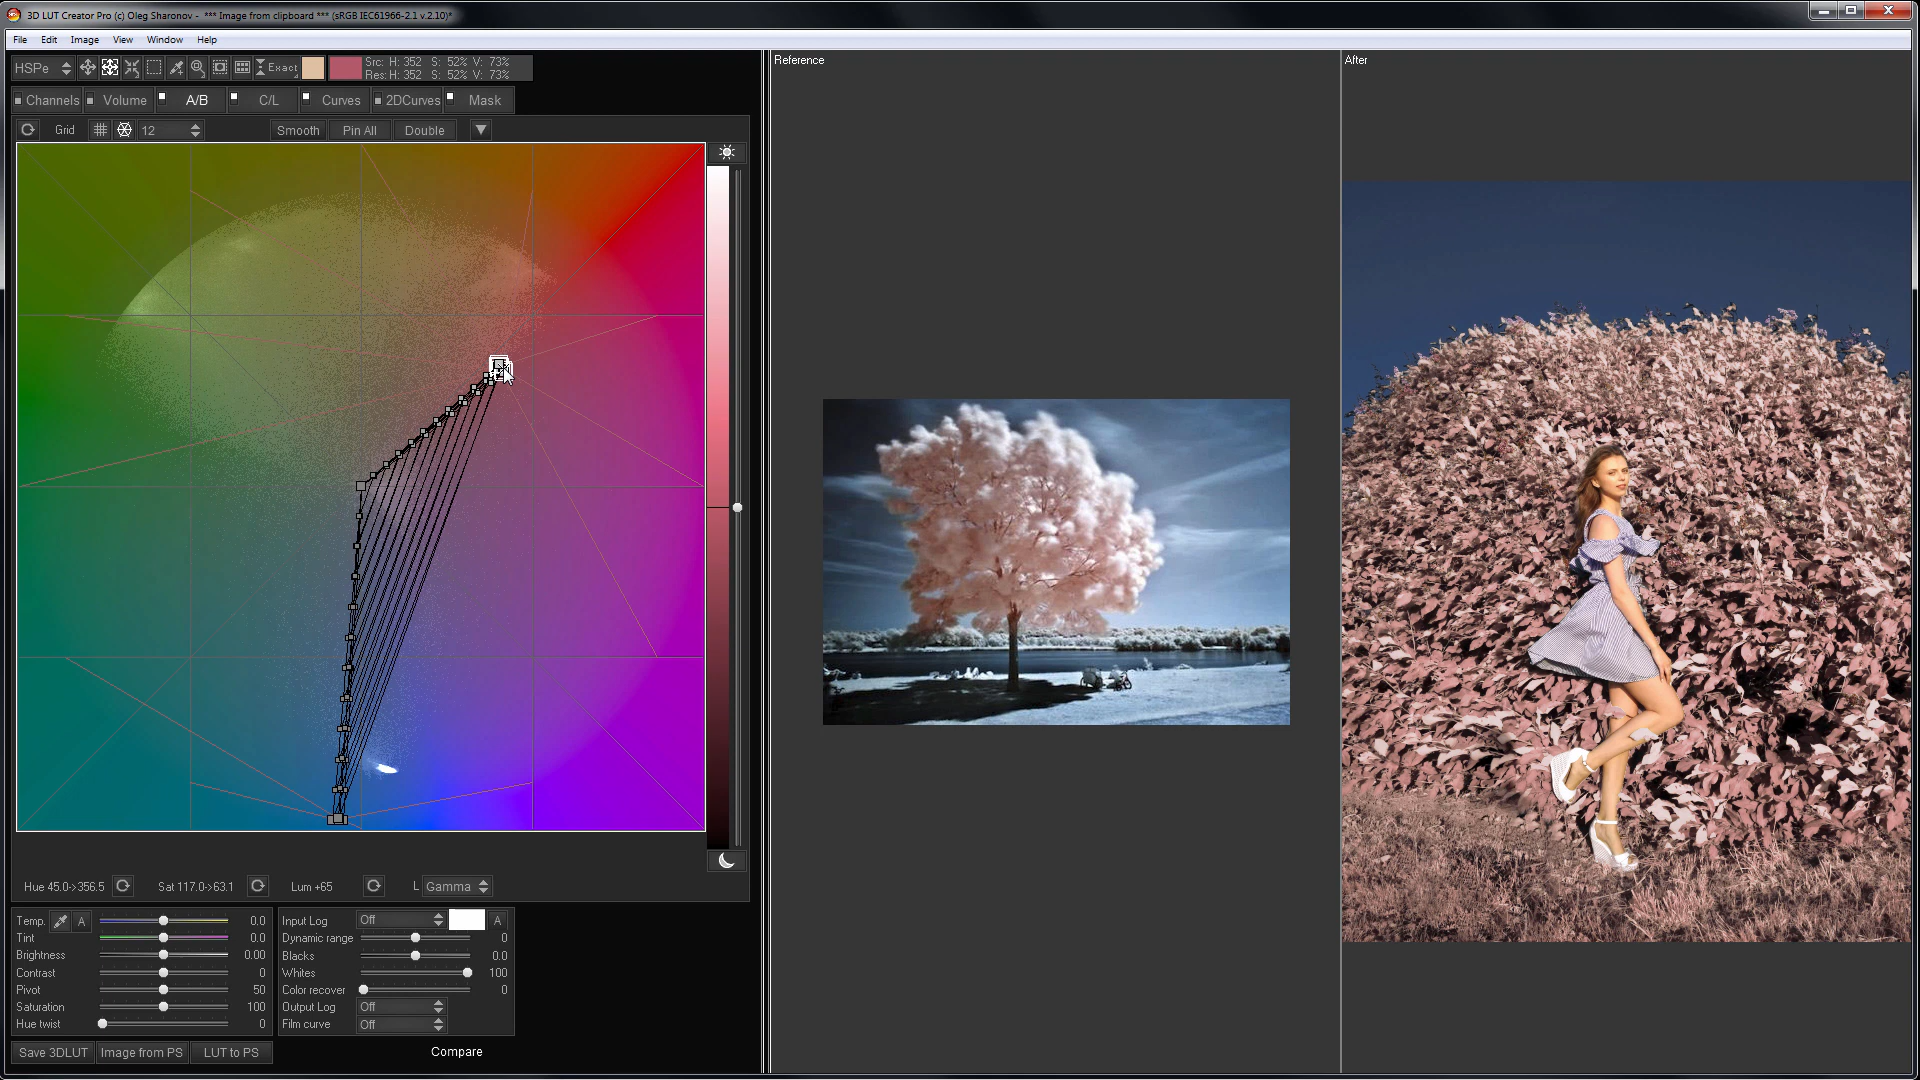 3D LUT Creator Pro (c) Oleg Sharonov - *** Image from clipboard *** (sRGB IEC61966-2.1 v.2.10)*
File Edit Image View Window Help
HSPe Exact Src: H: 352 S: 52% V: 73%
Res: H: 352 S: 52% V: 73%
Channels Volume A/B C/L Curves 2DCurves Mask
Grid 12 Smooth Pin All Double
Reference
After
Hue 45.0->356.5 Sat 117.0->63.1 Lum +65 L Gamma
Temp. A 0.0
Tint 0.0
Brightness 0.00
Contrast 0
Pivot 50
Saturation 100
Hue twist 0
Input Log Off A
Dynamic range 0
Blacks 0.0
Whites 100
Color recover 0
Output Log Off
Film curve Off
Save 3DLUT Image from PS LUT to PS Compare